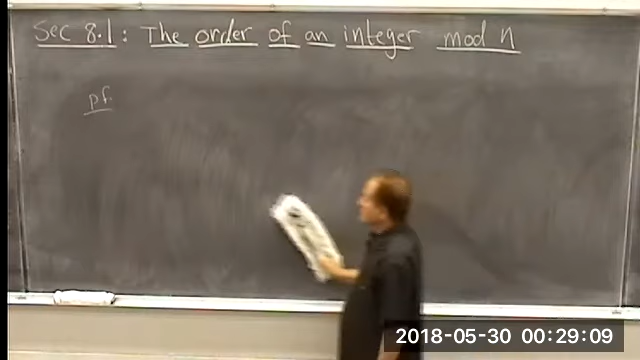 Sec 8.1: The order of an integer mod n
pf.
2018-05-30 00:29:09